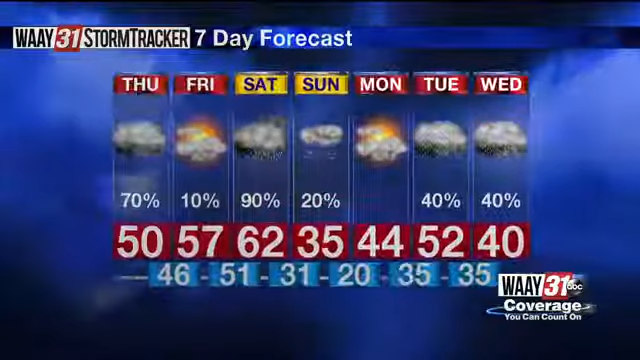 WAAY 31 STORMTRACKER 7 Day Forecast
THU FRI SAT SUN MON TUE WED
70% 10% 90% 20% 40% 40%
50 57 62 35 44 52 40
46 51 31 20 35 35
WAAY 31 abc
Coverage
You Can Count On